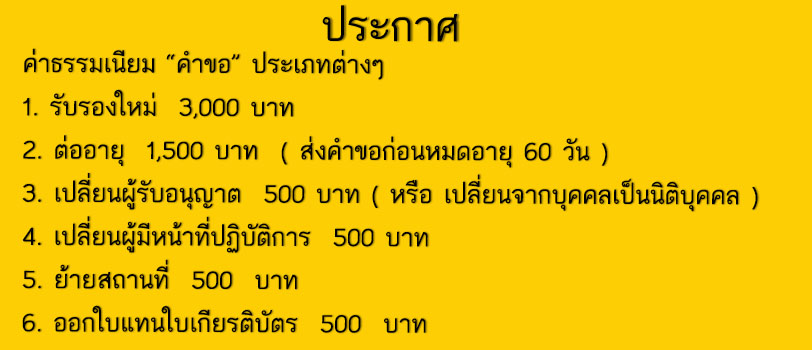 ประกาศ
ค่าธรรมเนียม “คำขอ” ประเภทต่างๆ
1. รับรองใหม่ 3,000 บาท
2. ต่ออายุ 1,500 บาท ( ส่งคำขอก่อนหมดอายุ 60 วัน )
3. เปลี่ยนผู้รับอนุญาต 500 บาท ( หรือ เปลี่ยนจากบุคคลเป็นนิติบุคคล )
4. เปลี่ยนผู้มีหน้าที่ปฏิบัติการ 500 บาท
5. ย้ายสถานที่ 500 บาท
6. ออกใบแทนใบเกียรติบัตร 500 บาท